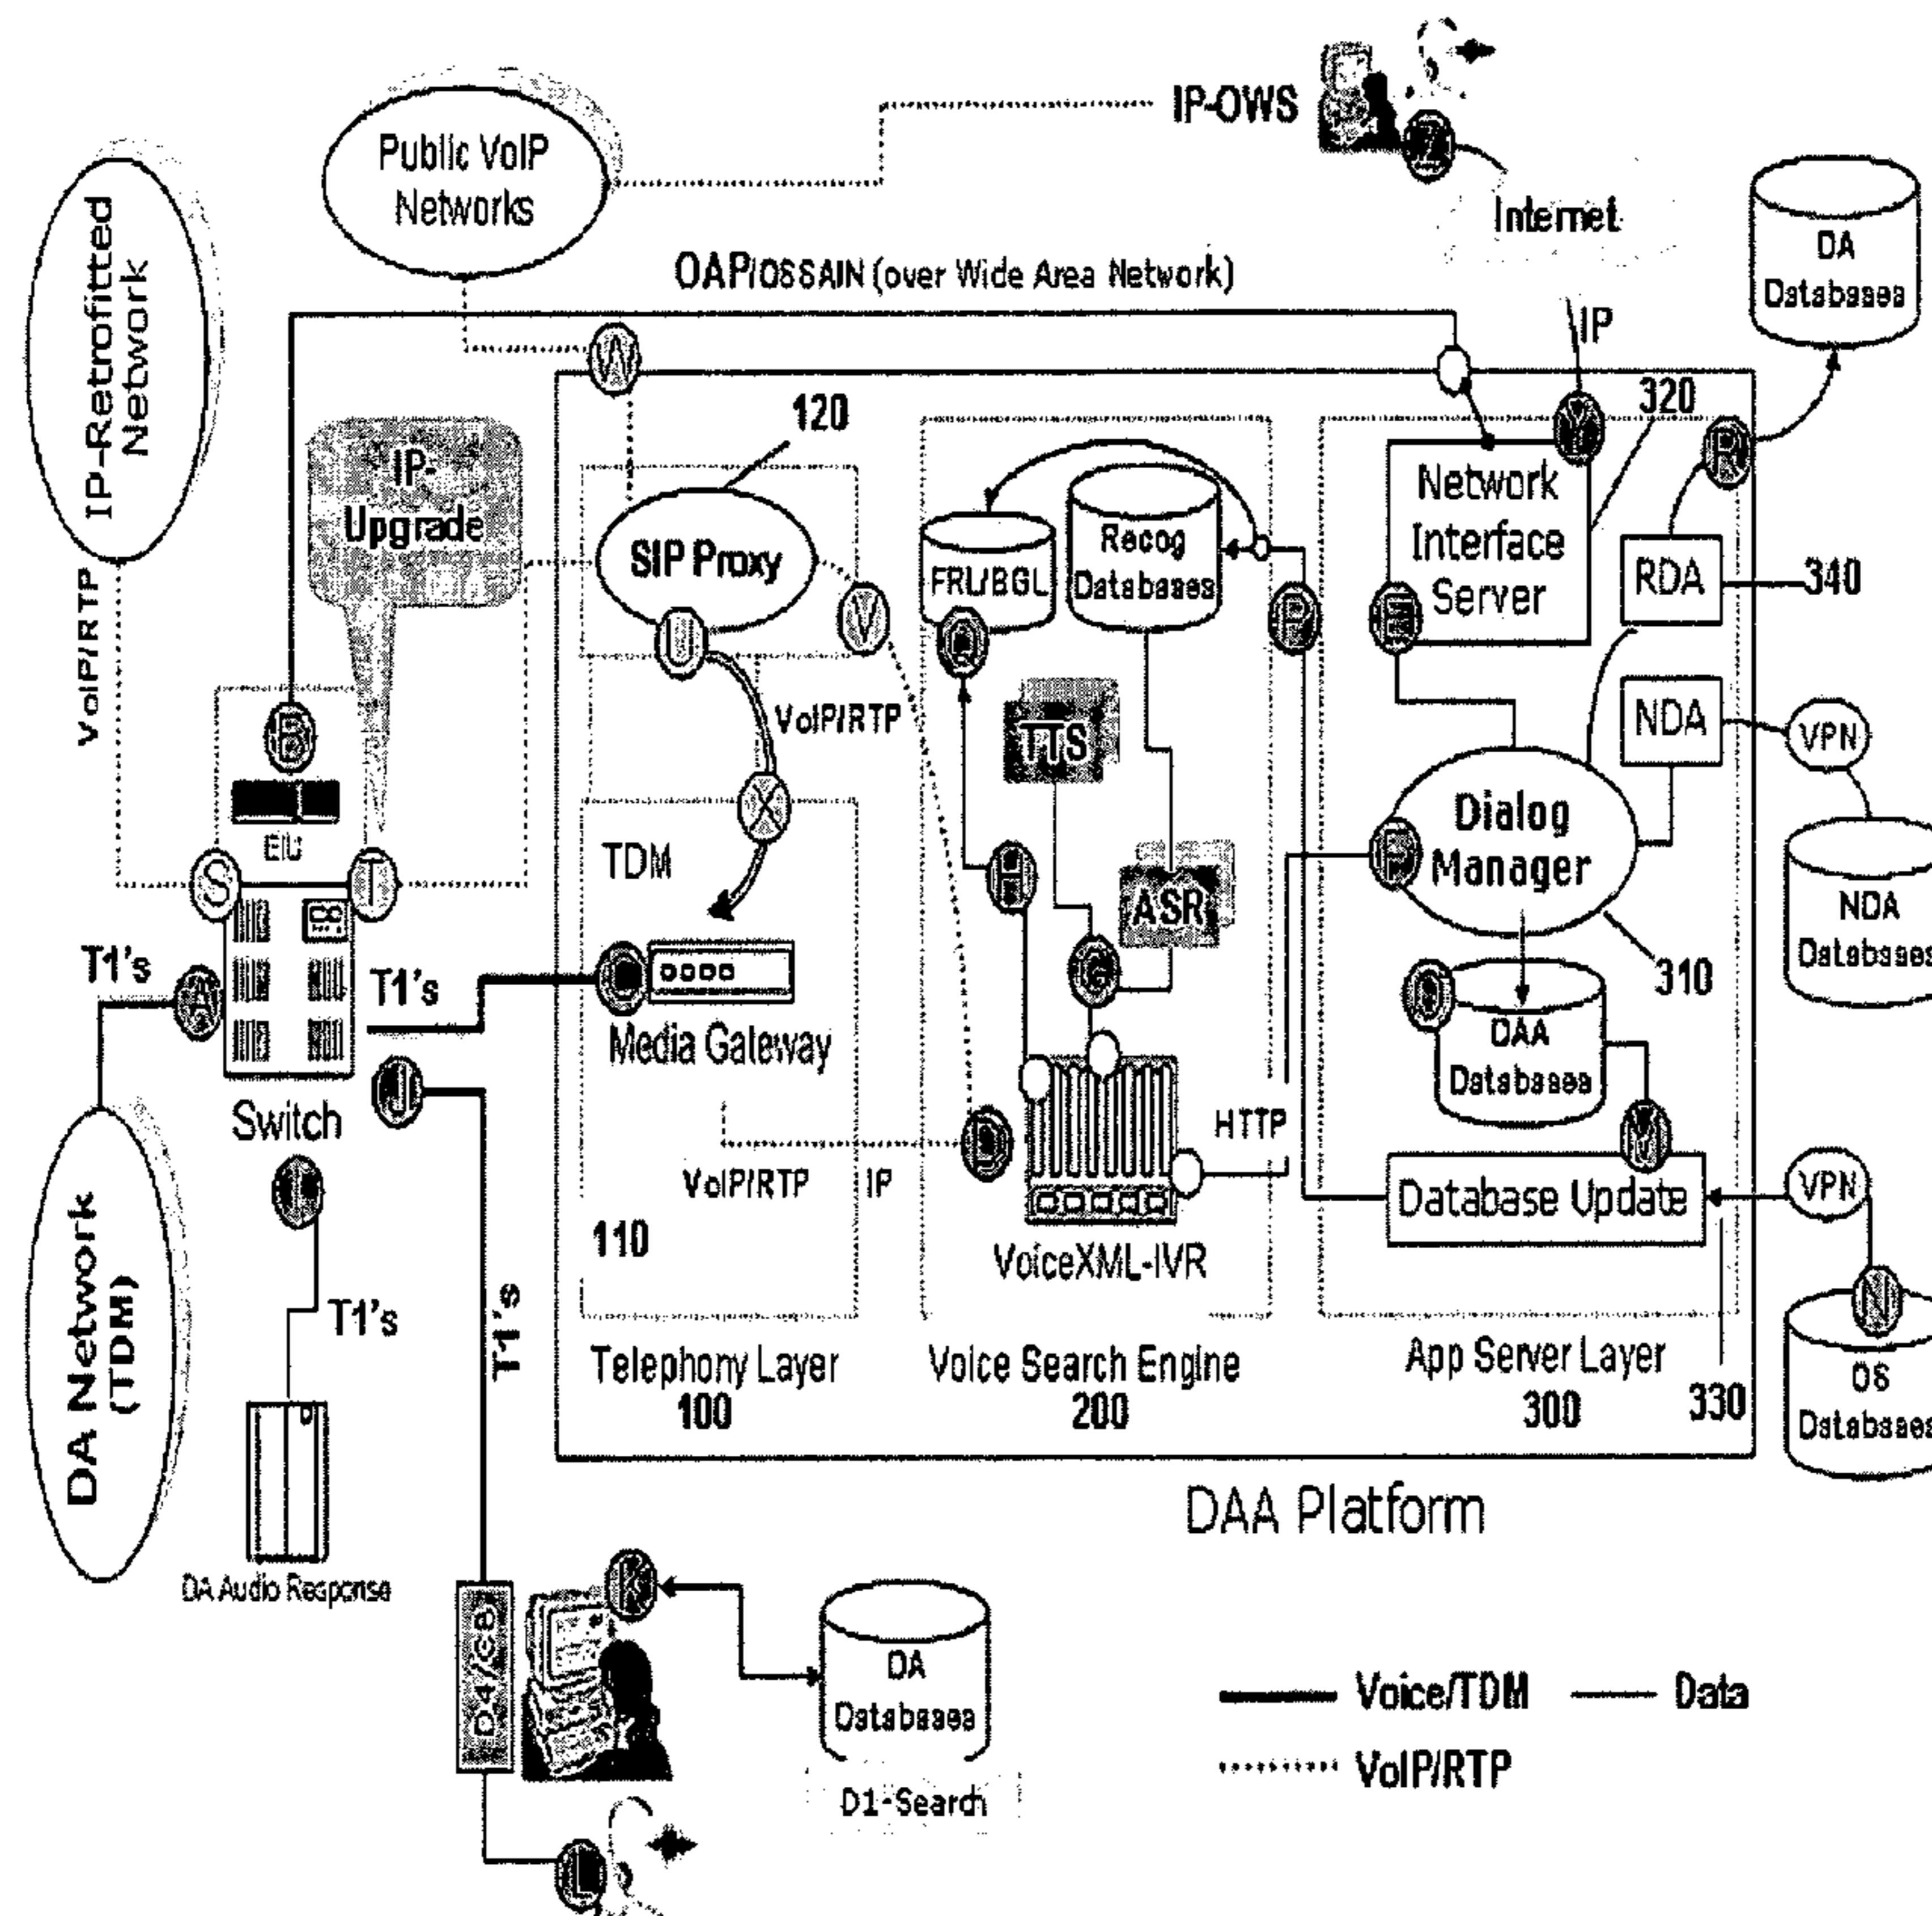 IP-OWS
Z
Public VoIP
Networks
Internet
DA
Databases
OAP/OSSAIN (over Wide Area Network)
IP-Retrofitted
Network
IP
W
120
320
Y
R
IP-
Upgrade
Network
Interface
Server
SIP Proxy
FRL/BGL
Recog
Databases
RDA
340
U
V
Q
P
E
VoIP/RTP
VoIP/RTP
B
TTS
NDA
VPN
X
EIU
TDM
H
ASR
F
Dialog
Manager
S
T
NDA
Databases
T1's
A
T1's
G
310
Media Gateway
DAA
Databases
J
Switch
D
HTTP
M
VoIP/RTP
IP
Database Update
VPN
110
VoiceXML-IVR
N
DA Network
(TDM)
T1's
T1's
Telephony Layer
100
Voice Search Engine
200
App Server Layer
300
330
OS
Databases
DAA Platform
DA Audio Response
K
D4/CB
DA
Databases
D1-Search
Voice/TDM
Data
VoIP/RTP
L